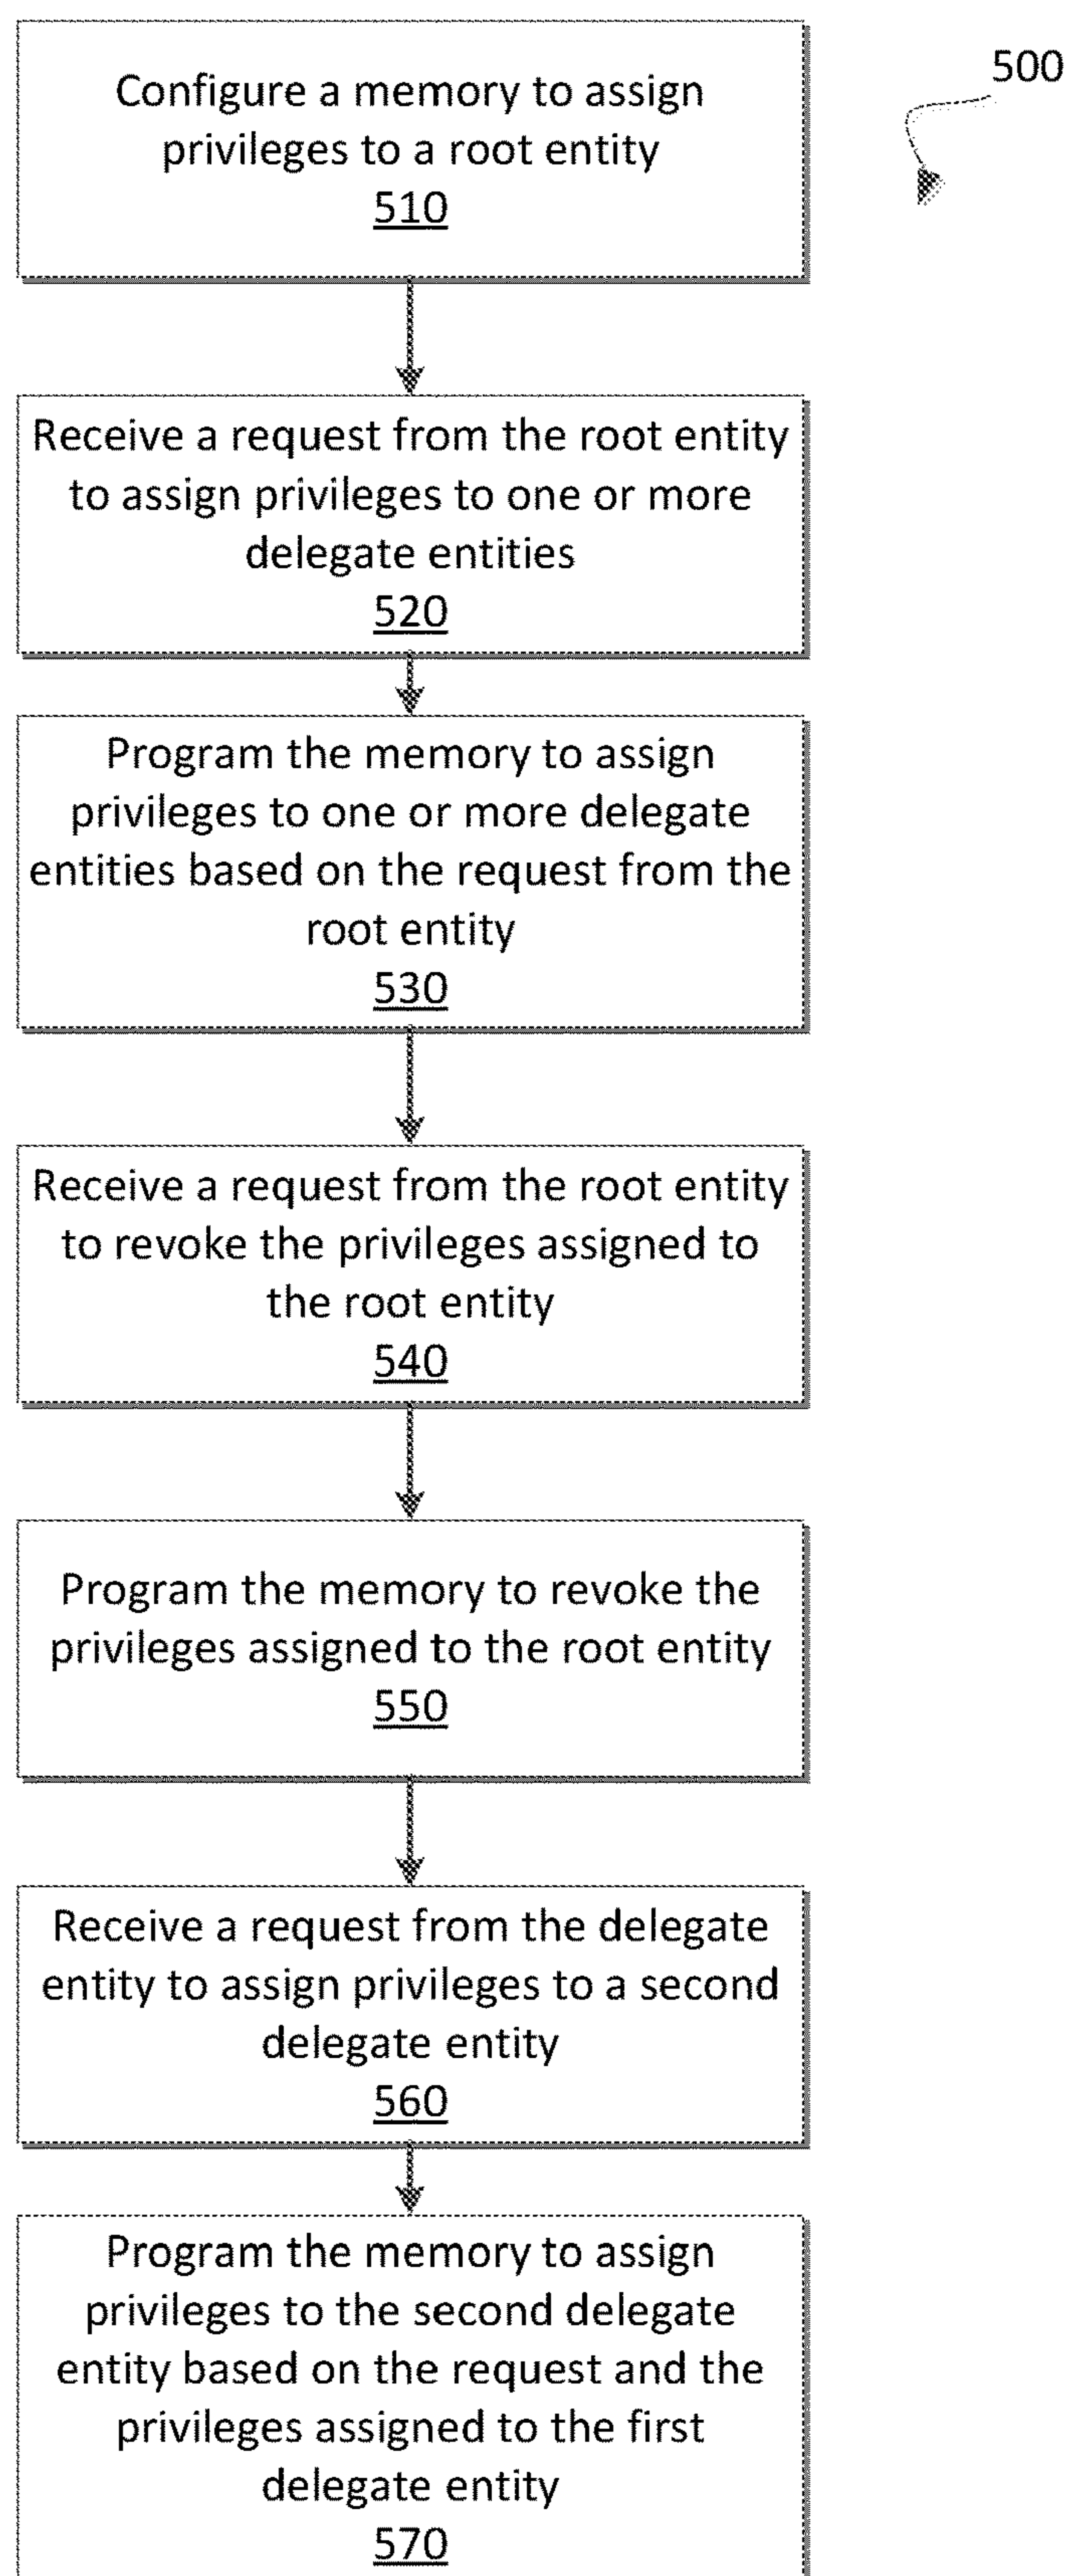 500
Configure a memory to assign
privileges to a root entity
510
Receive a request from the root entity
to assign privileges to one or more
delegate entities
520
Program the memory to assign
privileges to one or more delegate
entities based on the request from the
root entity
530
Receive a request from the root entity
to revoke the privileges assigned to
the root entity
540
Program the memory to revoke the
privileges assigned to the root entity
550
Receive a request from the delegate
entity to assign privileges to a second
delegate entity
560
Program the memory to assign
privileges to the second delegate
entity based on the request and the
privileges assigned to the first
delegate entity
570